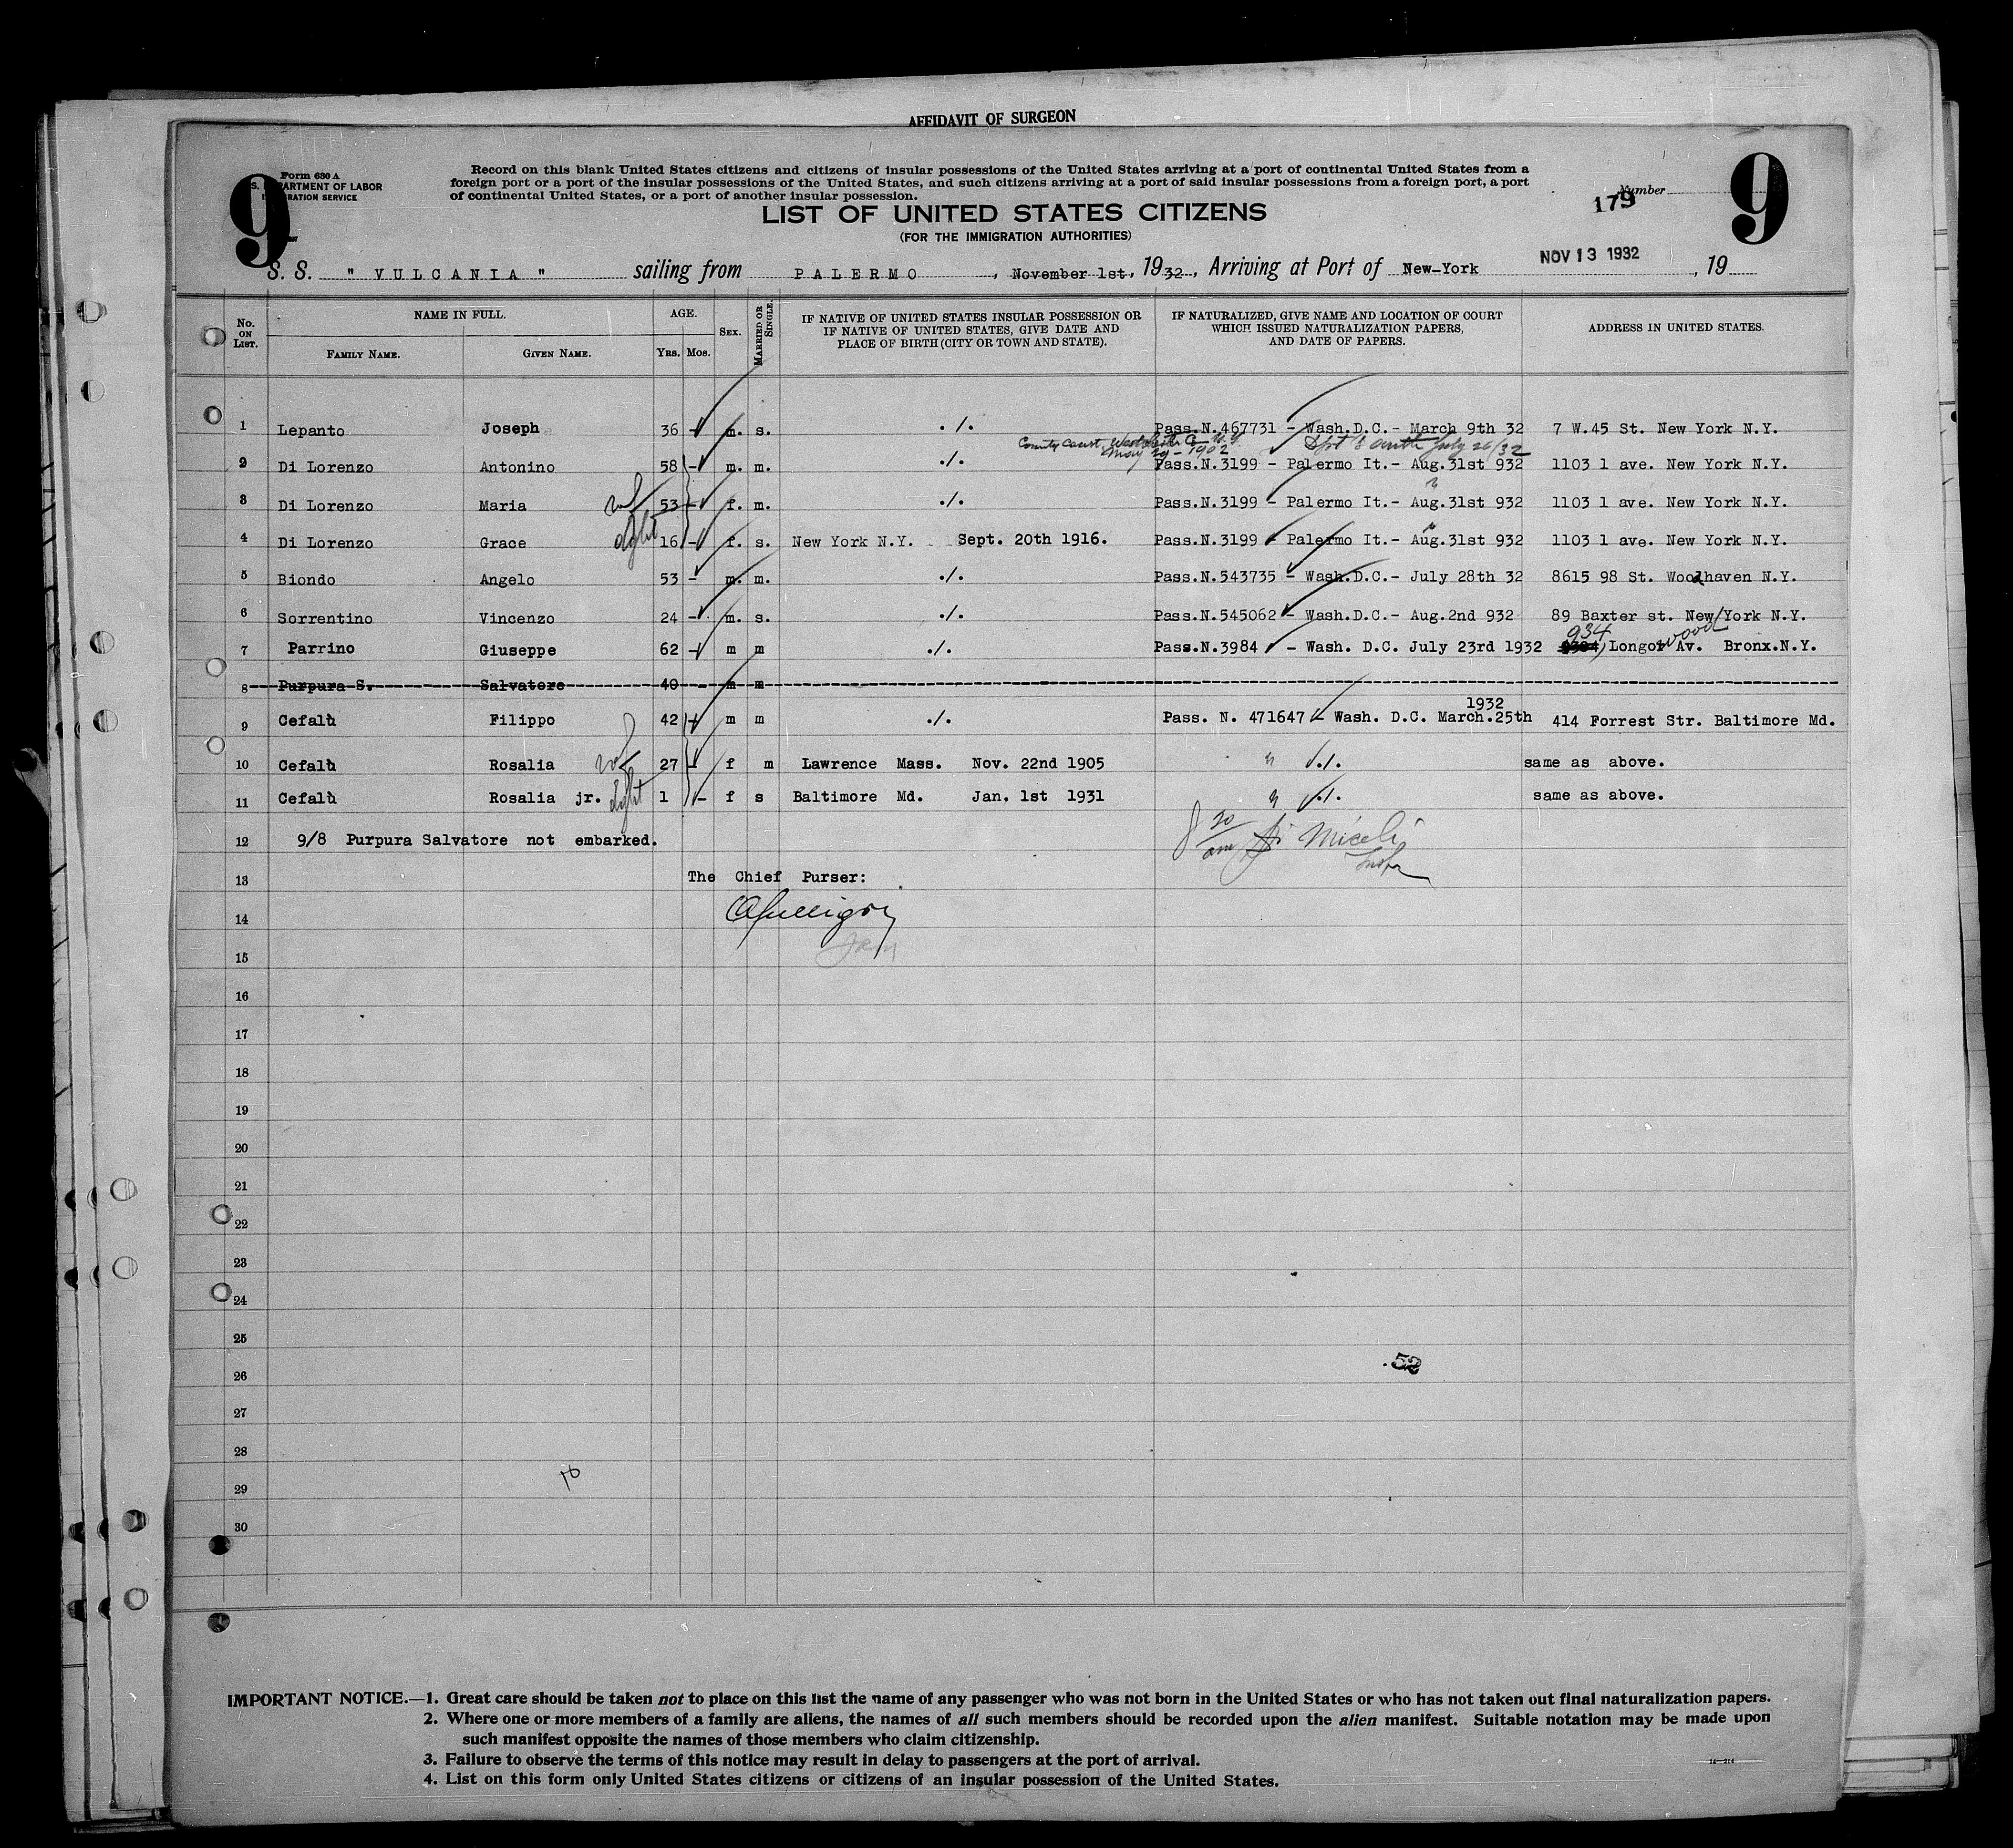 AFFIDAVIT OF SURGEON
9
Form 630 A
S. DEPARTMENT OF LABOR
IMMIGRATION SERVICE
Record on this blank United States citizens and citizens of insular possessions of the United States arriving at a port of continental United States from a
foreign port or a port of the insular possessions of the United States, and such citizens arriving at a port of said insular possessions from a foreign port, a port
of continental United States, or a port of another insular possession.
Number
179
9
LIST OF UNITED STATES CITIZENS
(FOR THE IMMIGRATION AUTHORITIES)
S. S. " VULCANIA " sailing from PALERMO, November 1st, 1932, Arriving at Port of New-York NOV 13 1932, 19
No. ON LIST. NAME IN FULL. AGE. SEX. MARRIED OR SINGLE. IF NATIVE OF UNITED STATES INSULAR POSSESSION OR IF NATIVE OF UNITED STATES, GIVE DATE AND PLACE OF BIRTH (CITY OR TOWN AND STATE). IF NATURALIZED, GIVE NAME AND LOCATION OF COURT WHICH ISSUED NATURALIZATION PAPERS, AND DATE OF PAPERS. ADDRESS IN UNITED STATES.
FAMILY NAME. GIVEN NAME. YRS. MOS.
1 Lepanto Joseph 36 - m. s. ./. Pass.N.467731 - Wash.D.C.- March 9th 32 7 W.45 St. New York N.Y.
County Court, Westchester Co N.Y. May 29 - 1902 July 26/32
2 Di Lorenzo Antonino 58 - m. m. ./. Pass.N.3199 - Palermo It.- Aug.31st 932 1103 1 ave. New York N.Y.
3 Di Lorenzo Maria wf 53 - f. m. ./. Pass.N.3199 - Palermo It.- Aug.31st 932 1103 1 ave. New York N.Y.
4 Di Lorenzo Grace dght 16 - f. s. New York N.Y. Sept. 20th 1916. Pass.N.3199 - Palermo It.- Aug.31st 932 1103 1 ave. New York N.Y.
5 Biondo Angelo 53 - m. m. ./. Pass.N.543735 - Wash.D.C.- July 28th 32 8615 98 St. Woodhaven N.Y.
6 Sorrentino Vincenzo 24 - m. s. ./. Pass.N.545062 - Wash.D.C.- Aug.2nd 932 89 Baxter st. New York N.Y.
7 Parrino Giuseppe 62 - m m ./. Pass.N.3984 - Wash. D.C. July 23rd 1932 934 Longwood Av. Bronx.N.Y.
8 Purpura S. Salvatore 40 - m m
9 Cefalù Filippo 42 - m m ./. Pass. N. 471647 - Wash. D.C. March.25th 1932 414 Forrest Str. Baltimore Md.
10 Cefalù Rosalia wf 27 - f m Lawrence Mass. Nov. 22nd 1905 " ./. same as above.
11 Cefalù Rosalia jr. dght 1 - f s Baltimore Md. Jan. 1st 1931 " ./. same as above.
12 9/8 Purpura Salvatore not embarked.
8 30 am Miceli Insp
13 The Chief Purser:
14
15
16
17
18
19
20
21
22
23
24
25
.52
26
27
28
29
30
IMPORTANT NOTICE.—1. Great care should be taken not to place on this list the name of any passenger who was not born in the United States or who has not taken out final naturalization papers.
2. Where one or more members of a family are aliens, the names of all such members should be recorded upon the alien manifest. Suitable notation may be made upon
such manifest opposite the names of those members who claim citizenship.
3. Failure to observe the terms of this notice may result in delay to passengers at the port of arrival.
4. List on this form only United States citizens or citizens of an insular possession of the United States.